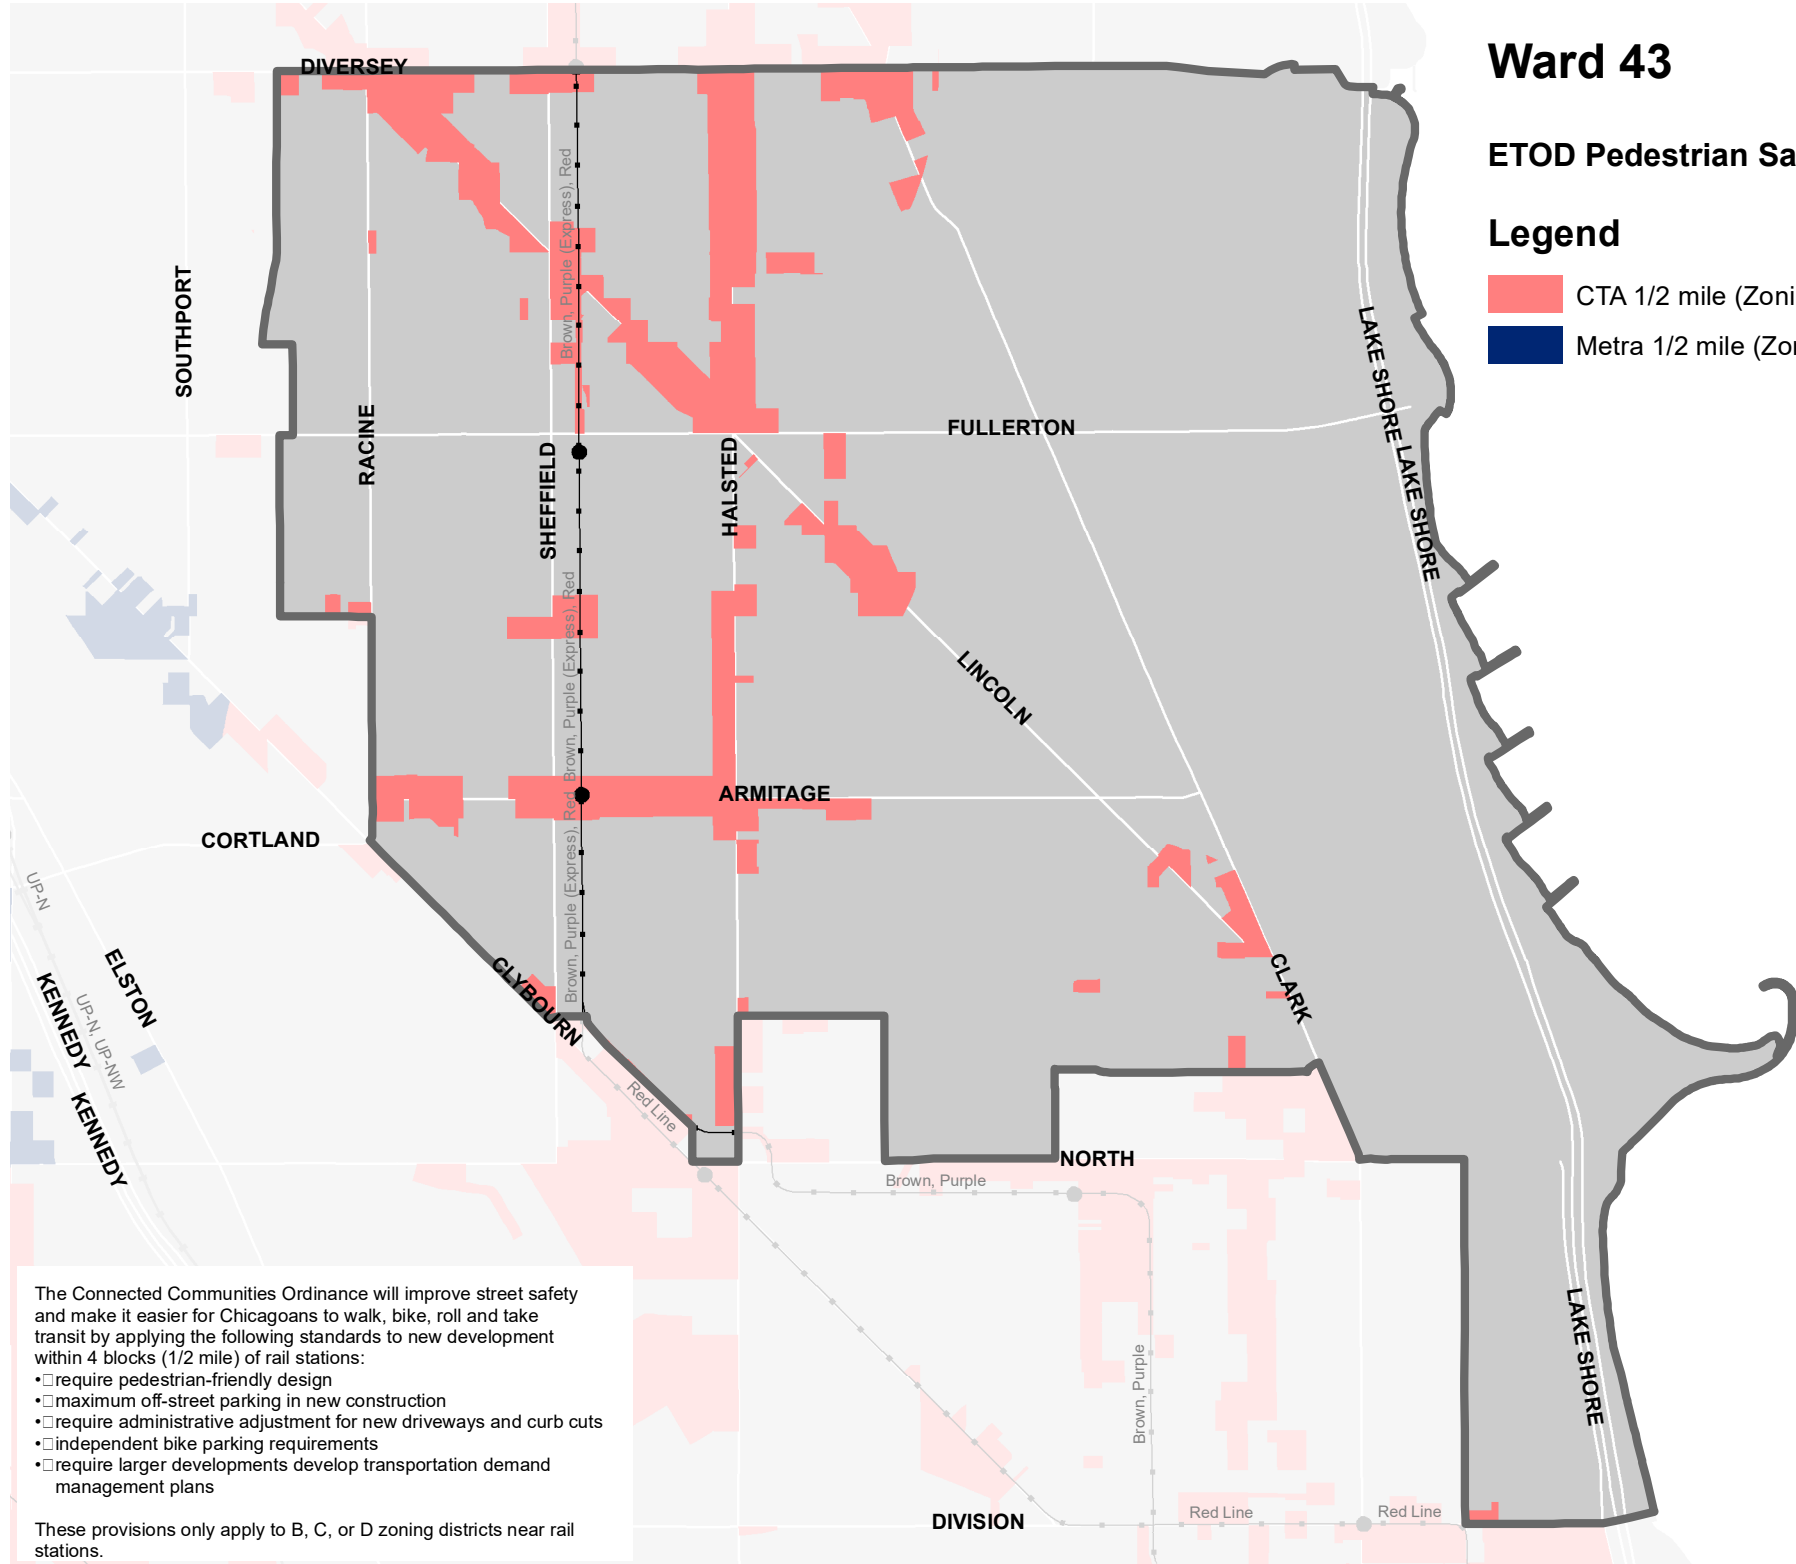 Ward 43
ETOD Pedestrian Sa
Legend
CTA 1/2 mile (Zoni
Metra 1/2 mile (Zon
DIVERSEY
SOUTHPORT
RACINE
SHEFFIELD
HALSTED
FULLERTON
LAKE SHORE
LAKE SHORE
Brown, Purple (Express), Red
Brown, Purple (Express), Red
Brown, Purple (Express), Red
LINCOLN
ARMITAGE
CORTLAND
CLYBOURN
CLARK
UP-N
UP-N, UP-NW
ELSTON
KENNEDY
KENNEDY
Red Line
NORTH
Brown, Purple
Brown, Purple
LAKE SHORE
DIVISION
Red Line
Red Line
The Connected Communities Ordinance will improve street safety
and make it easier for Chicagoans to walk, bike, roll and take
transit by applying the following standards to new development
within 4 blocks (1/2 mile) of rail stations:
•□require pedestrian-friendly design
•□maximum off-street parking in new construction
•□require administrative adjustment for new driveways and curb cuts
•□independent bike parking requirements
•□require larger developments develop transportation demand
management plans
These provisions only apply to B, C, or D zoning districts near rail
stations.